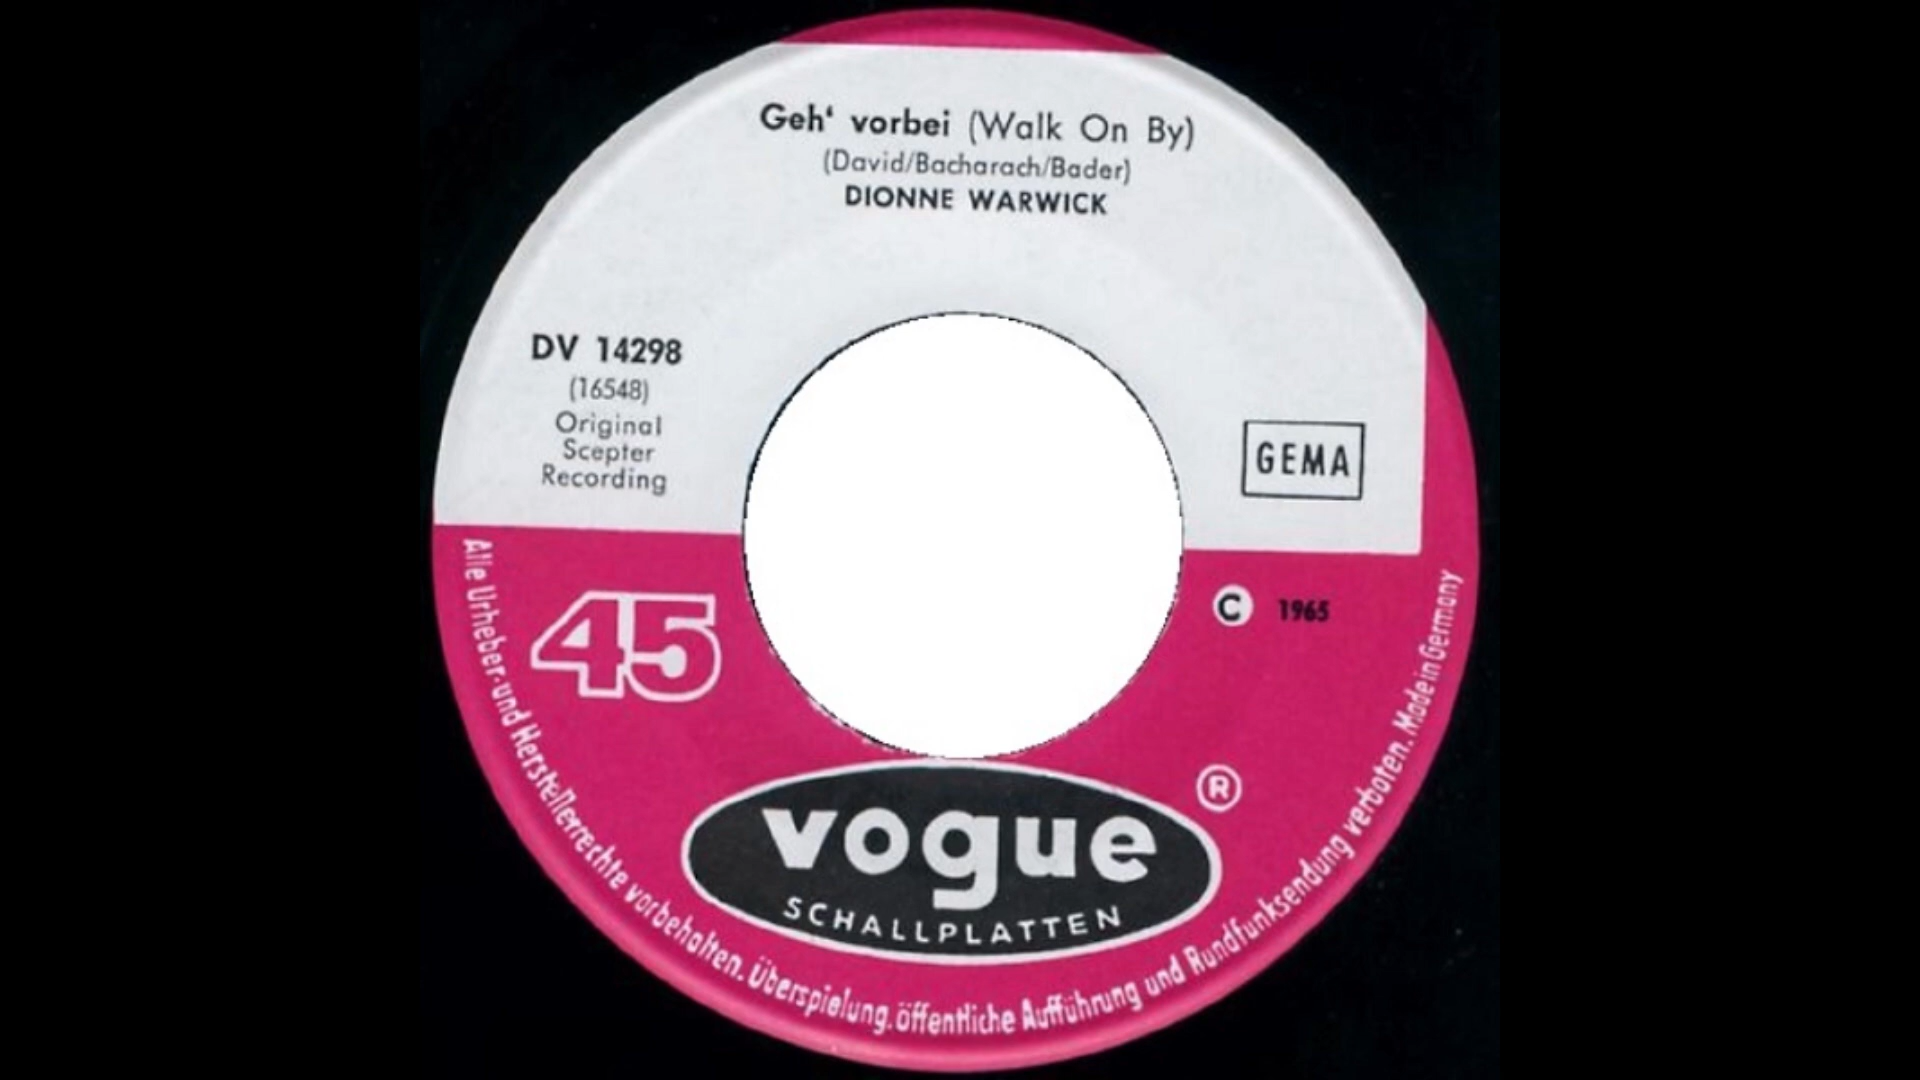 Geh' vorbei (Walk On By)
(David/Bacharach/Bader)
DIONNE WARWICK
DV 14298
(16548)
Original
Scepter
Recording
GEMA
45
C 1965
vogue ®
SCHALLPLATTEN
Alle Urheber-und Herstellerrechte vorbehalten. Überspielung, öffentliche Aufführung und Rundfunksendung verboten. Made in Germany